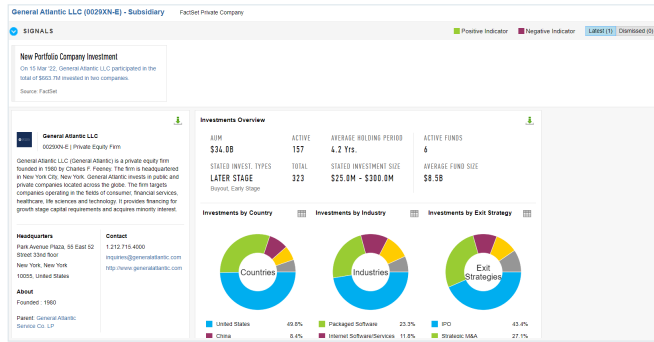 General Atlantic LLC (0029XN-E) - Subsidiary FactSet Private Company
SIGNALS
Positive Indicator Negative Indicator Latest (1) Dismissed (0)
New Portfolio Company Investment
On 15 Mar '22, General Atlantic LLC participated in the
total of $663.7M invested in two companies.
Source: FactSet
General Atlantic LLC
0029XN-E | Private Equity Firm
General Atlantic LLC (General Atlantic) is a private equity firm
founded in 1980 by Charles F. Feeney. The firm is headquartered
in New York City, New York. General Atlantic invests in public and
private companies located across the globe. The firm targets
companies operating in the fields of consumer, financial services,
healthcare, life sciences and technology. It provides financing for
growth stage capital requirements and acquires minority interest.
Headquarters
Park Avenue Plaza, 55 East 52
Street 33rd floor
New York, New York
10055, United States
Contact
1.212.715.4000
inquiries@generalatlantic.com
http://www.generalatlantic.com
About
Founded : 1980
Parent: General Atlantic
Service Co. LP
Investments Overview
AUM ACTIVE AVERAGE HOLDING PERIOD ACTIVE FUNDS
$34.0B 157 4.2 Yrs. 6
STATED INVEST. TYPES TOTAL STATED INVESTMENT SIZE AVERAGE FUND SIZE
LATER STAGE 323 $25.0M - $300.0M $8.5B
Buyout, Early Stage
Investments by Country Investments by Industry Investments by Exit Strategy
Countries
Industries
Exit
Strategies
United States 49.8% Packaged Software 23.3% IPO 43.4%
China 8.4% Internet Software/Services 11.8% Strategic M&A 27.1%